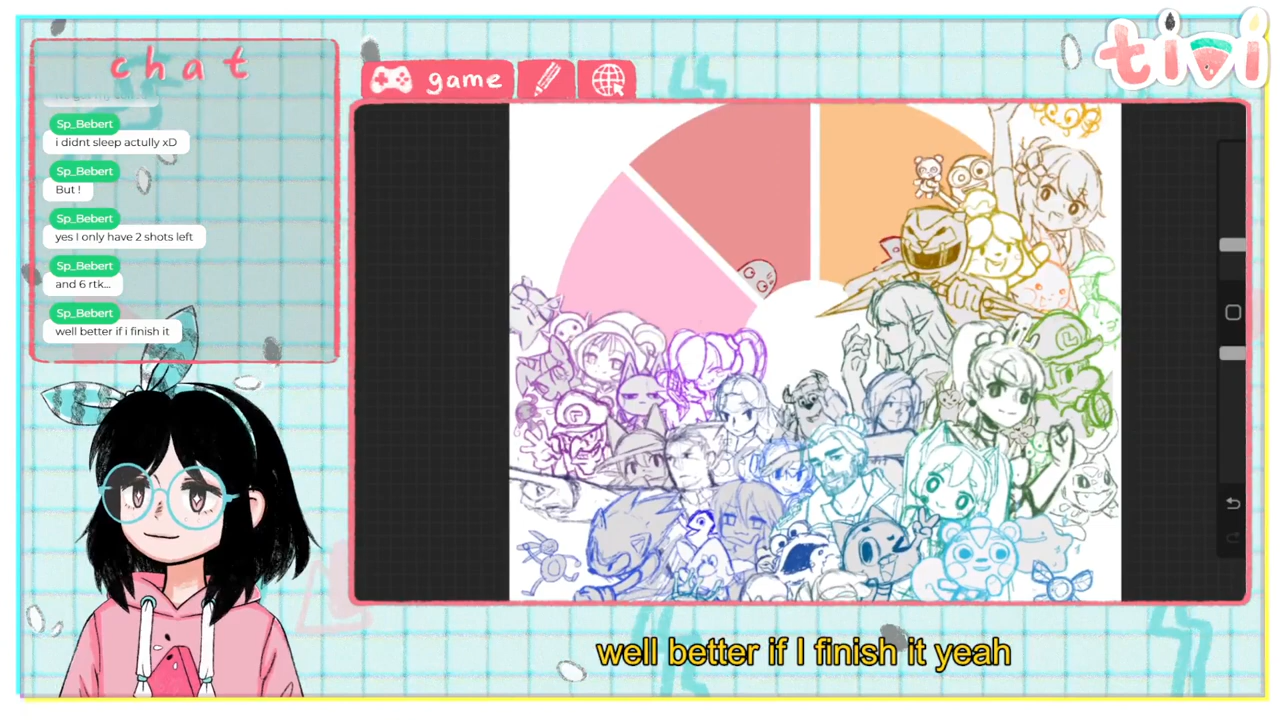 chat
Sp_Bebert
i didnt sleep actully xD
Sp_Bebert
But !
Sp_Bebert
yes I only have 2 shots left
Sp_Bebert
and 6 rtk...
Sp_Bebert
well better if i finish it
game
tivi
L
well better if I finish it yeah